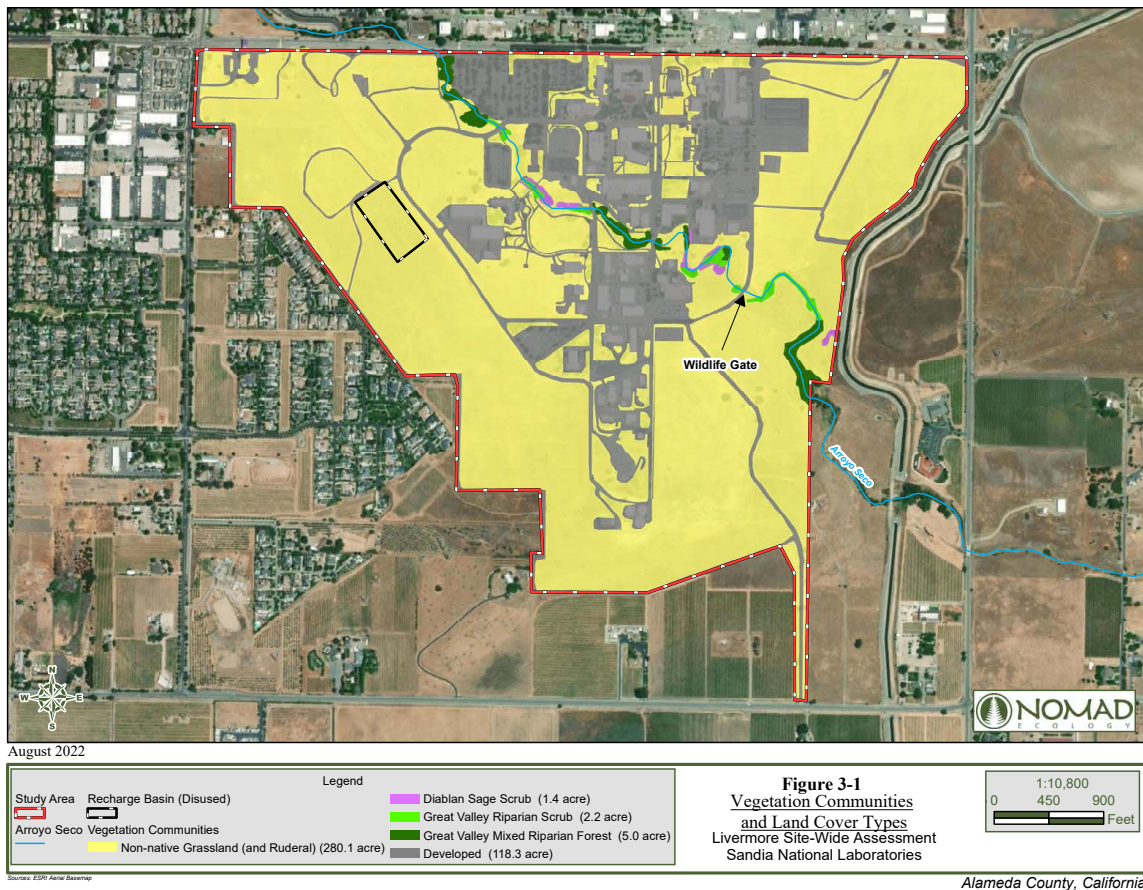 Wildlife Gate
Arroyo Seco
N
W E
S
NOMAD
ECOLOGY
August 2022
Legend
Study Area
Recharge Basin (Disused)
Arroyo Seco
Vegetation Communities
Non-native Grassland (and Ruderal) (280.1 acre)
Diablan Sage Scrub (1.4 acre)
Great Valley Riparian Scrub (2.2 acre)
Great Valley Mixed Riparian Forest (5.0 acre)
Developed (118.3 acre)
Figure 3-1
Vegetation Communities
and Land Cover Types
Livermore Site-Wide Assessment
Sandia National Laboratories
1:10,800
0 450 900
Feet
Sources: ESRI Aerial Basemap
Alameda County, California